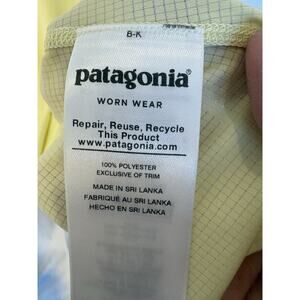 B-K
patagonia®
WORN WEAR
Repair, Reuse, Recycle
This Product
www.patagonia.com
100% POLYESTER
EXCLUSIVE OF TRIM
MADE IN SRI LANKA
FABRIQUÉ AU SRI LANKA
HECHO EN SRI LANKA